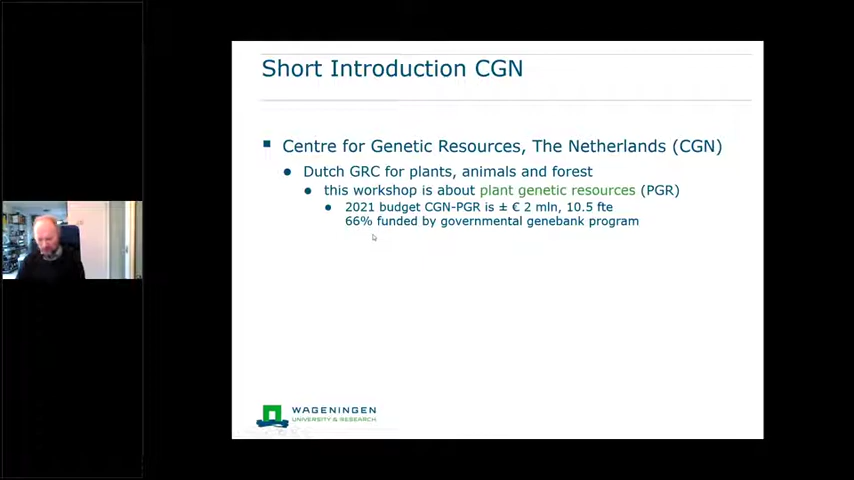 Short Introduction CGN
Centre for Genetic Resources, The Netherlands (CGN)
Dutch GRC for plants, animals and forest
this workshop is about plant genetic resources (PGR)
2021 budget CGN-PGR is ± € 2 mln, 10.5 fte
66% funded by governmental genebank program
WAGENINGEN
UNIVERSITY & RESEARCH